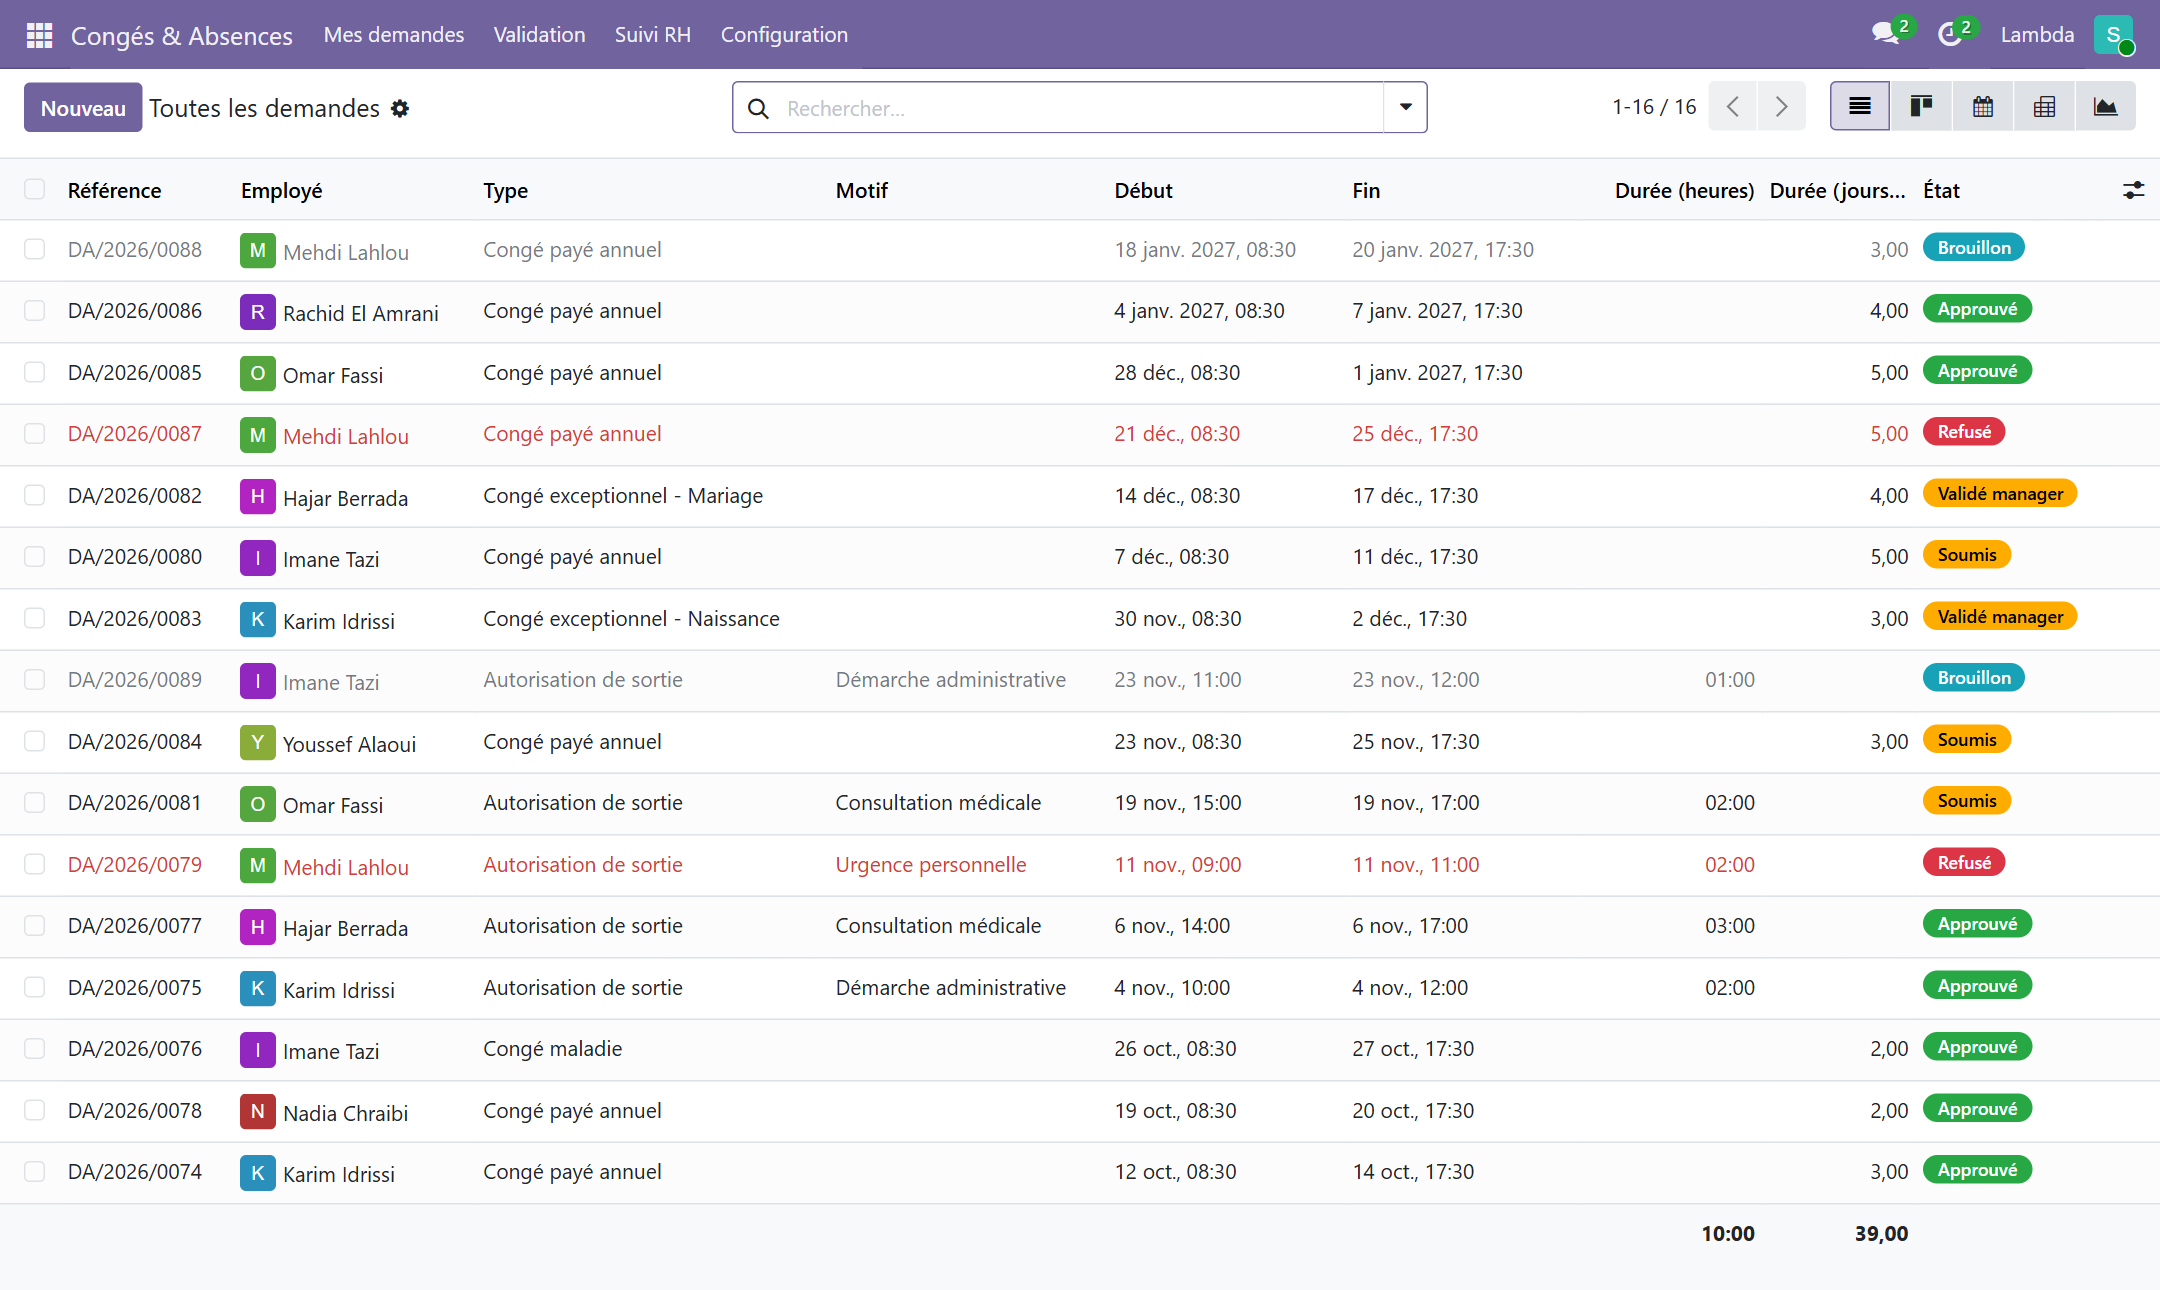 Congés & Absences Mes demandes Validation Suivi RH Configuration 2 2 Lambda S
Nouveau Toutes les demandes Rechercher... 1-16 / 16
Référence Employé Type Motif Début Fin Durée (heures) Durée (jours... État
DA/2026/0088 M Mehdi Lahlou Congé payé annuel 18 janv. 2027, 08:30 20 janv. 2027, 17:30 3,00 Brouillon
DA/2026/0086 R Rachid El Amrani Congé payé annuel 4 janv. 2027, 08:30 7 janv. 2027, 17:30 4,00 Approuvé
DA/2026/0085 O Omar Fassi Congé payé annuel 28 déc., 08:30 1 janv. 2027, 17:30 5,00 Approuvé
DA/2026/0087 M Mehdi Lahlou Congé payé annuel 21 déc., 08:30 25 déc., 17:30 5,00 Refusé
DA/2026/0082 H Hajar Berrada Congé exceptionnel - Mariage 14 déc., 08:30 17 déc., 17:30 4,00 Validé manager
DA/2026/0080 I Imane Tazi Congé payé annuel 7 déc., 08:30 11 déc., 17:30 5,00 Soumis
DA/2026/0083 K Karim Idrissi Congé exceptionnel - Naissance 30 nov., 08:30 2 déc., 17:30 3,00 Validé manager
DA/2026/0089 I Imane Tazi Autorisation de sortie Démarche administrative 23 nov., 11:00 23 nov., 12:00 01:00 Brouillon
DA/2026/0084 Y Youssef Alaoui Congé payé annuel 23 nov., 08:30 25 nov., 17:30 3,00 Soumis
DA/2026/0081 O Omar Fassi Autorisation de sortie Consultation médicale 19 nov., 15:00 19 nov., 17:00 02:00 Soumis
DA/2026/0079 M Mehdi Lahlou Autorisation de sortie Urgence personnelle 11 nov., 09:00 11 nov., 11:00 02:00 Refusé
DA/2026/0077 H Hajar Berrada Autorisation de sortie Consultation médicale 6 nov., 14:00 6 nov., 17:00 03:00 Approuvé
DA/2026/0075 K Karim Idrissi Autorisation de sortie Démarche administrative 4 nov., 10:00 4 nov., 12:00 02:00 Approuvé
DA/2026/0076 I Imane Tazi Congé maladie 26 oct., 08:30 27 oct., 17:30 2,00 Approuvé
DA/2026/0078 N Nadia Chraibi Congé payé annuel 19 oct., 08:30 20 oct., 17:30 2,00 Approuvé
DA/2026/0074 K Karim Idrissi Congé payé annuel 12 oct., 08:30 14 oct., 17:30 3,00 Approuvé
10:00 39,00